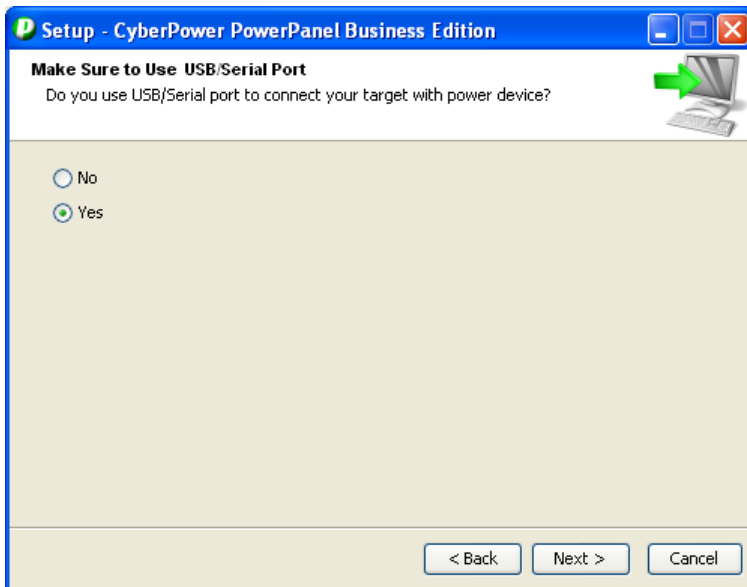 Setup - CyberPower PowerPanel Business Edition
Make Sure to Use USB/Serial Port
Do you use USB/Serial port to connect your target with power device?
No
Yes
< Back Next > Cancel